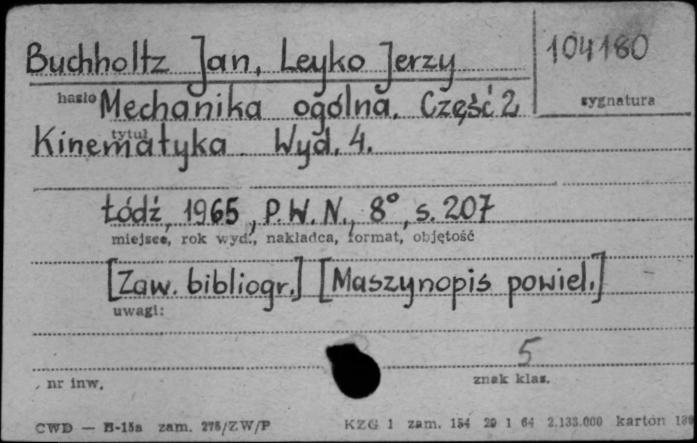 Buchholtz Jan, Leyko Jerzy 104180
hasło Mechanika ogólna. Część 2 sygnatura
tytuł Kinematyka Wyd. 4.
Łódź, 1965, P.W.N., 8°, s. 207
miejsce, rok wyd., nakładca, format, objętość
[Zaw. bibliogr.] [Maszynopis powiel.]
uwagi:
5
nr inw. znak klas.
CWD — zam. 276/ZW/P KZG 1 zam. 154 29 1 64 2.133.000 karton